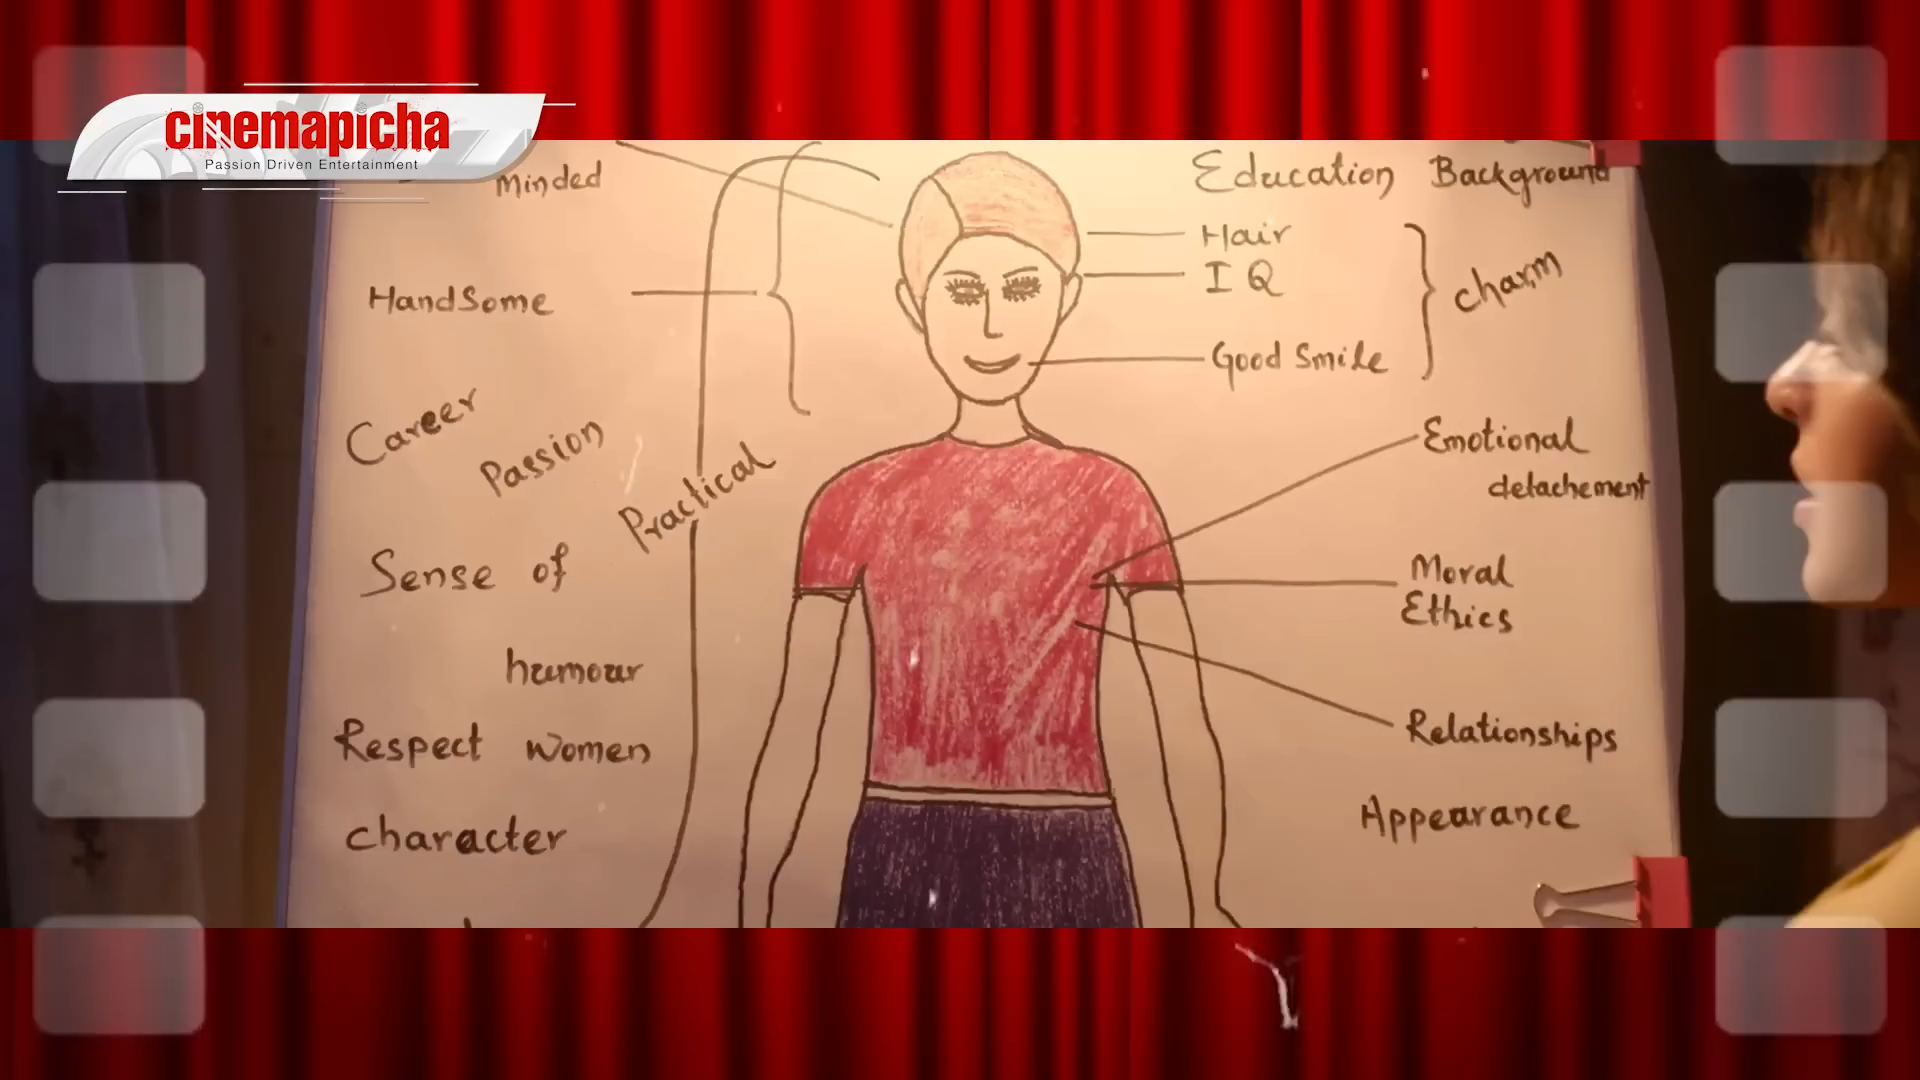 cinemapicha
Passion Driven Entertainment
Minded
Education Background
Hair
I Q
charm
HandSome
Good Smile
Career
Passion
Practical
Emotional
detachement
Sense of
humour
Moral
Ethics
Respect women
Relationships
character
Appearance